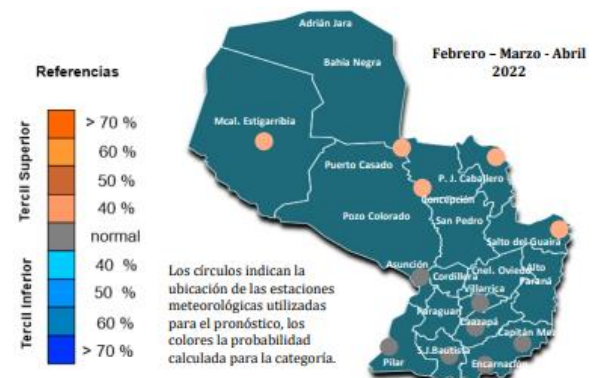 Febrero – Marzo - Abril
2022
Referencias
Tercil Superior
> 70 %
60 %
50 %
40 %
normal
Tercil Inferior
40 %
50 %
60 %
> 70 %
Los círculos indican la
ubicación de las estaciones
meteorológicas utilizadas
para el pronóstico, los
colores la probabilidad
calculada para la categoría.
Adrián Jara
Bahía Negra
Mcal. Estigarribia
Puerto Casado
P. J. Caballero
Concepción
Pozo Colorado
San Pedro
Salto del Guairá
Asunción
Cordillera
Cnel. Oviedo
Alto
Paraná
Villarrica
Paraguarí
Caazapá
Capitán Mez
Pilar
S.J.Bautista
Encarnación